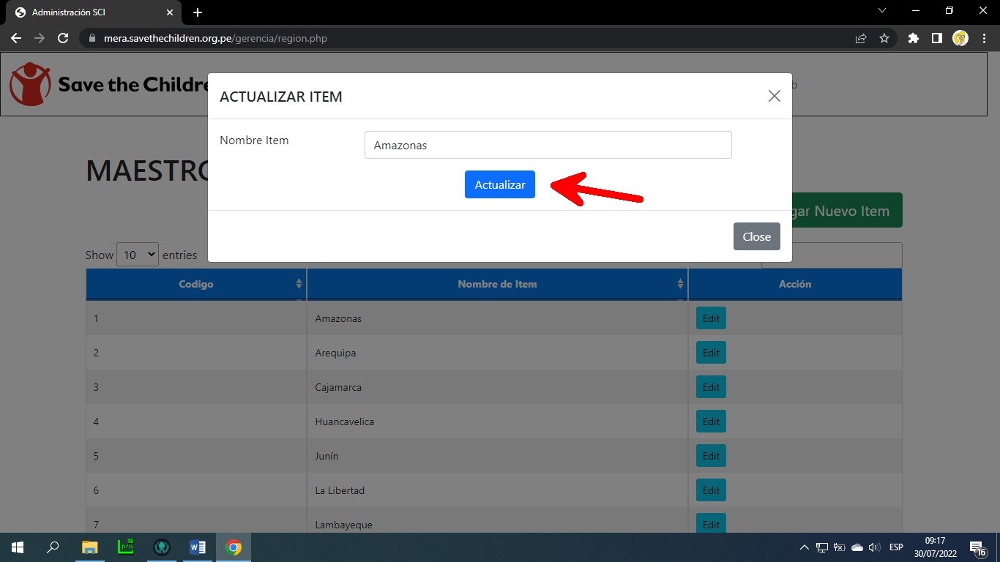 Administración SCI
mera.savethechildren.org.pe/gerencia/region.php
Save the Childre
ACTUALIZAR ITEM
Nombre Item
Amazonas
MAESTRO
Actualizar
gar Nuevo Item
Close
Show 10 entries
Codigo Nombre de Item Acción
1 Amazonas Edit
2 Arequipa Edit
3 Cajamarca Edit
4 Huancavelica Edit
5 Junín Edit
6 La Libertad Edit
7 Lambayeque Edit
ESP
09:17
30/07/2022
16